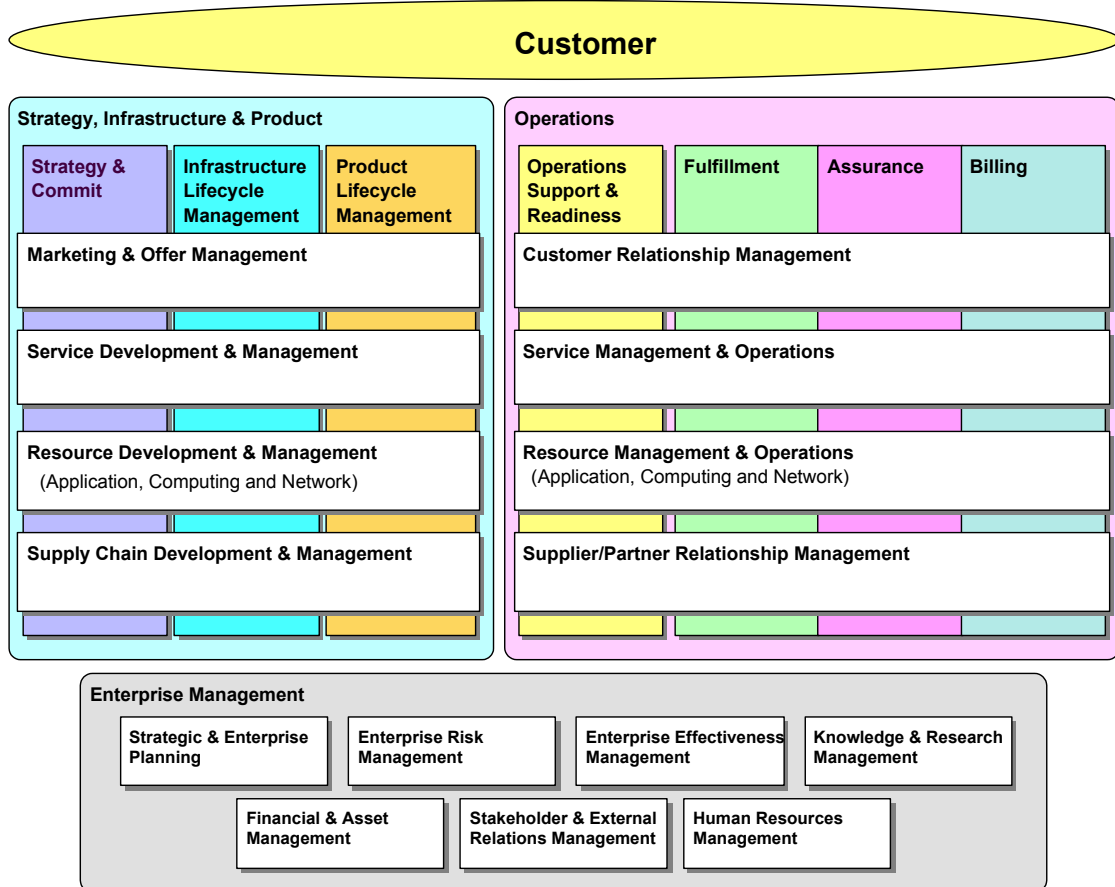 Customer
Strategy, Infrastructure & Product
Strategy &
Commit
Infrastructure
Lifecycle
Management
Product
Lifecycle
Management
Marketing & Offer Management
Service Development & Management
Resource Development & Management
(Application, Computing and Network)
Supply Chain Development & Management
Operations
Operations
Support &
Readiness
Fulfillment
Assurance
Billing
Customer Relationship Management
Service Management & Operations
Resource Management & Operations
(Application, Computing and Network)
Supplier/Partner Relationship Management
Enterprise Management
Strategic & Enterprise
Planning
Enterprise Risk
Management
Enterprise Effectiveness
Management
Knowledge & Research
Management
Financial & Asset
Management
Stakeholder & External
Relations Management
Human Resources
Management